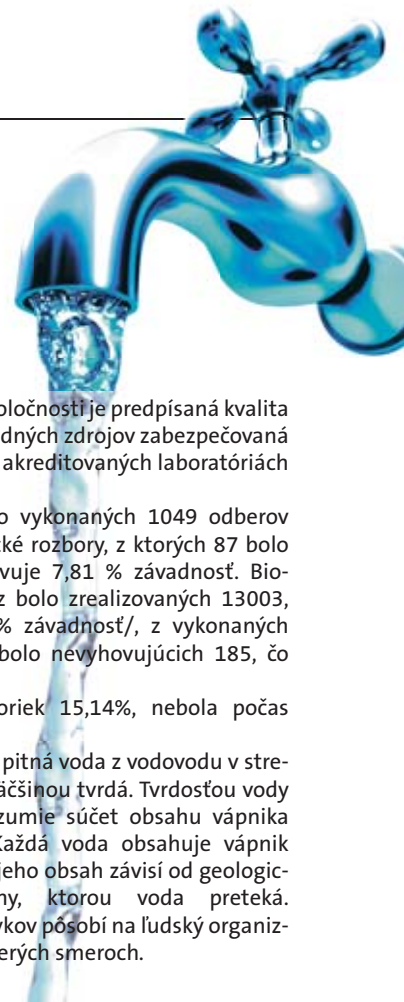 oločnosti je predpísaná kvalita
dných zdrojov zabezpečovaná
akreditovaných laboratóriách
o vykonaných 1049 odberov
ké rozbory, z ktorých 87 bolo
vuje 7,81 % závadnosť. Bio-
z bolo zrealizovaných 13003,
% závadnosť/, z vykonaných
bolo nevyhovujúcich 185, čo
oriek 15,14%, nebola počas
pitná voda z vodovodu v stre-
äčšinou tvrdá. Tvrdosťou vody
zumie súčet obsahu vápnika
Každá voda obsahuje vápnik
jeho obsah závisí od geologic-
ny, ktorou voda preteká.
vkov pôsobí na ľudský organiz-
erých smeroch.